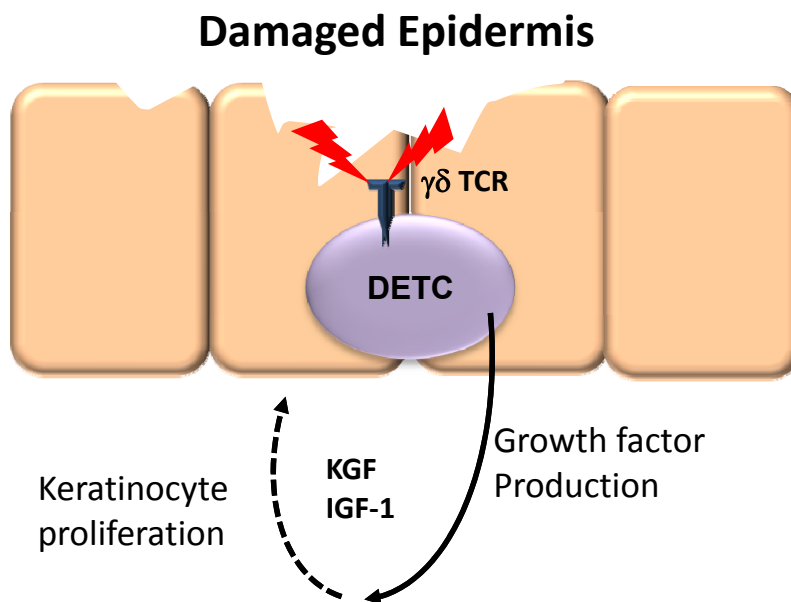 Damaged Epidermis
γδ TCR
DETC
Growth factor
Production
KGF
IGF-1
Keratinocyte
proliferation